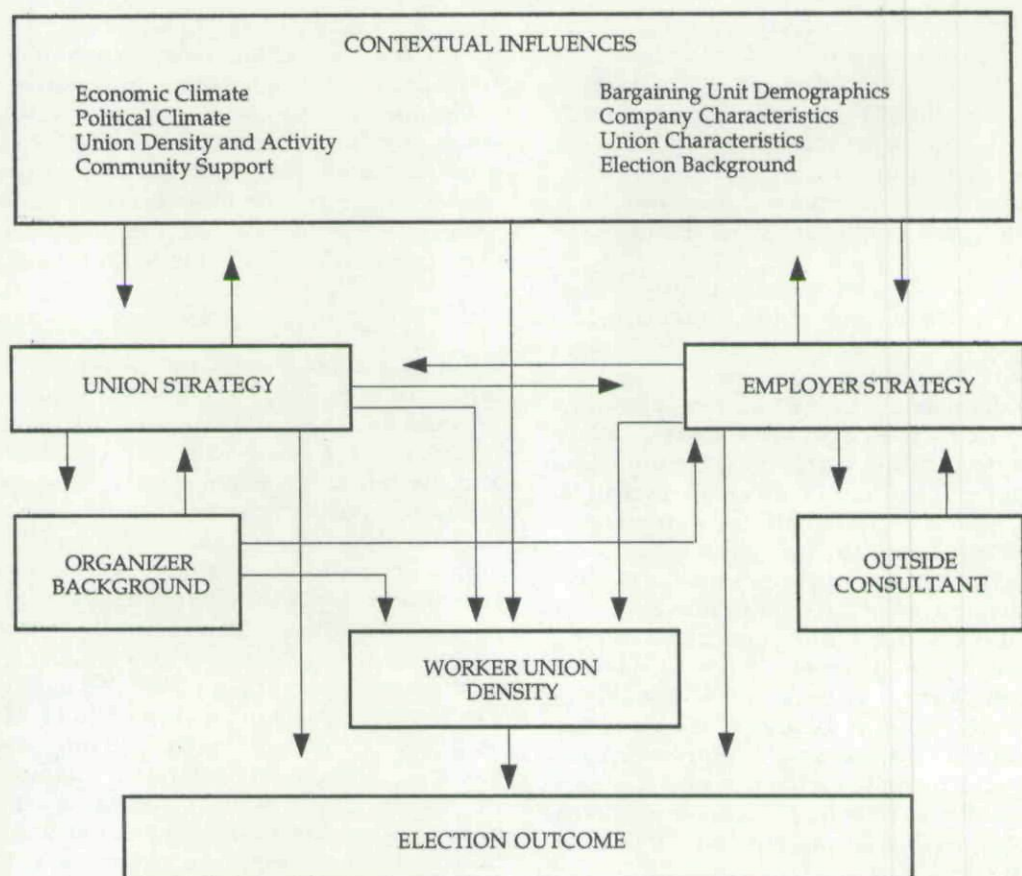 CONTEXTUAL INFLUENCES
Economic Climate
Political Climate
Union Density and Activity
Community Support
Bargaining Unit Demographics
Company Characteristics
Union Characteristics
Election Background
UNION STRATEGY
EMPLOYER STRATEGY
ORGANIZER
BACKGROUND
OUTSIDE
CONSULTANT
WORKER UNION
DENSITY
ELECTION OUTCOME